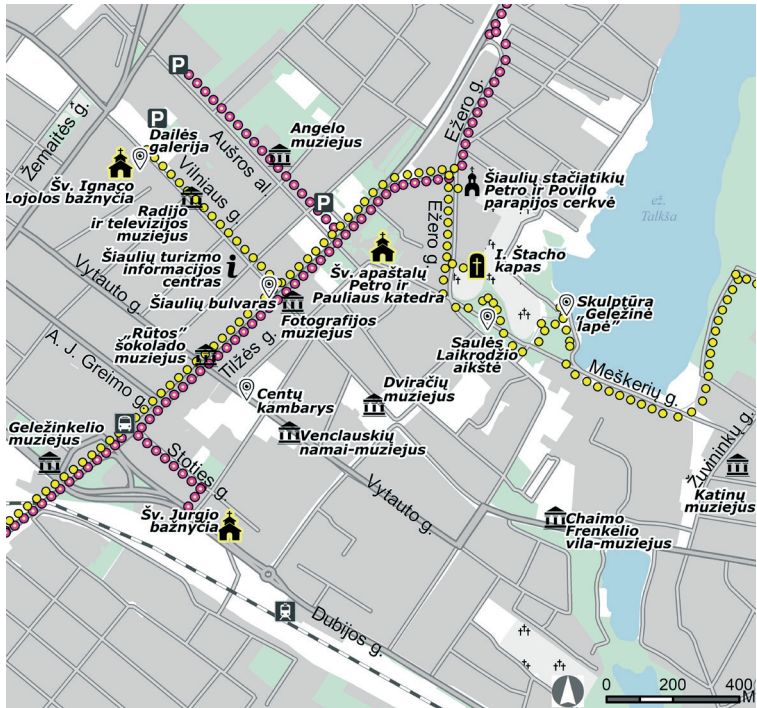 P
Ežero g.
P
Dailės
galerija
Angelo
muziejus
Žemaitės g.
Aušros al.
Vilniaus g.
Šv. Ignaco
Lojolos bažnyčia
P
Šiaulių stačiatikių
Petro ir Povilo
parapijos cerkvė
ež.
Talkša
Radijo
ir televizijos
muziejus
Ežero g.
Šiaulių turizmo
informacijos
centras
i
Šv. apaštalų
Petro ir
Pauliaus katedra
I. Štacho
kapas
Vytauto g.
Šiaulių bulvaras
Fotografijos
muziejus
Skulptūra
"Geležinė
lapė"
„Rūtos”
šokolado
muziejus
Tilžės g.
Saulės
Laikrodžio
aikštė
A. J. Greimo g.
Meškerių g.
Centų
kambarys
Dviračių
muziejus
Geležinkelio
muziejus
Venclauskių
namai-muziejus
Stoties g.
Žuvininkų g.
Katinų
muziejus
Vytauto g.
Šv. Jurgio
bažnyčia
Chaimo
Frenkelio
vila-muziejus
Dubijos g.
0 200 400
M